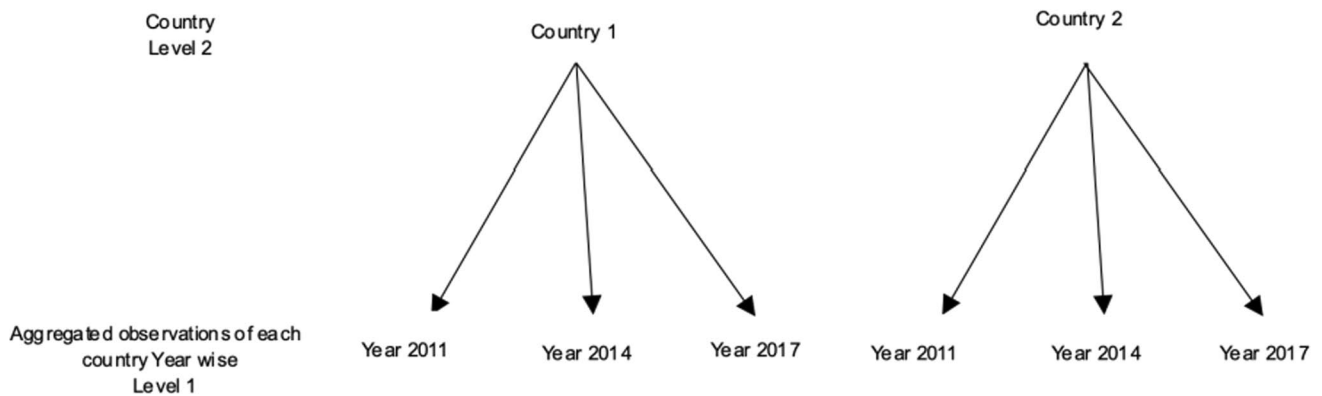 Country
Level 2
Country 1
Country 2
Aggregated observations of each
country Year wise
Level 1
Year 2011
Year 2014
Year 2017
Year 2011
Year 2014
Year 2017